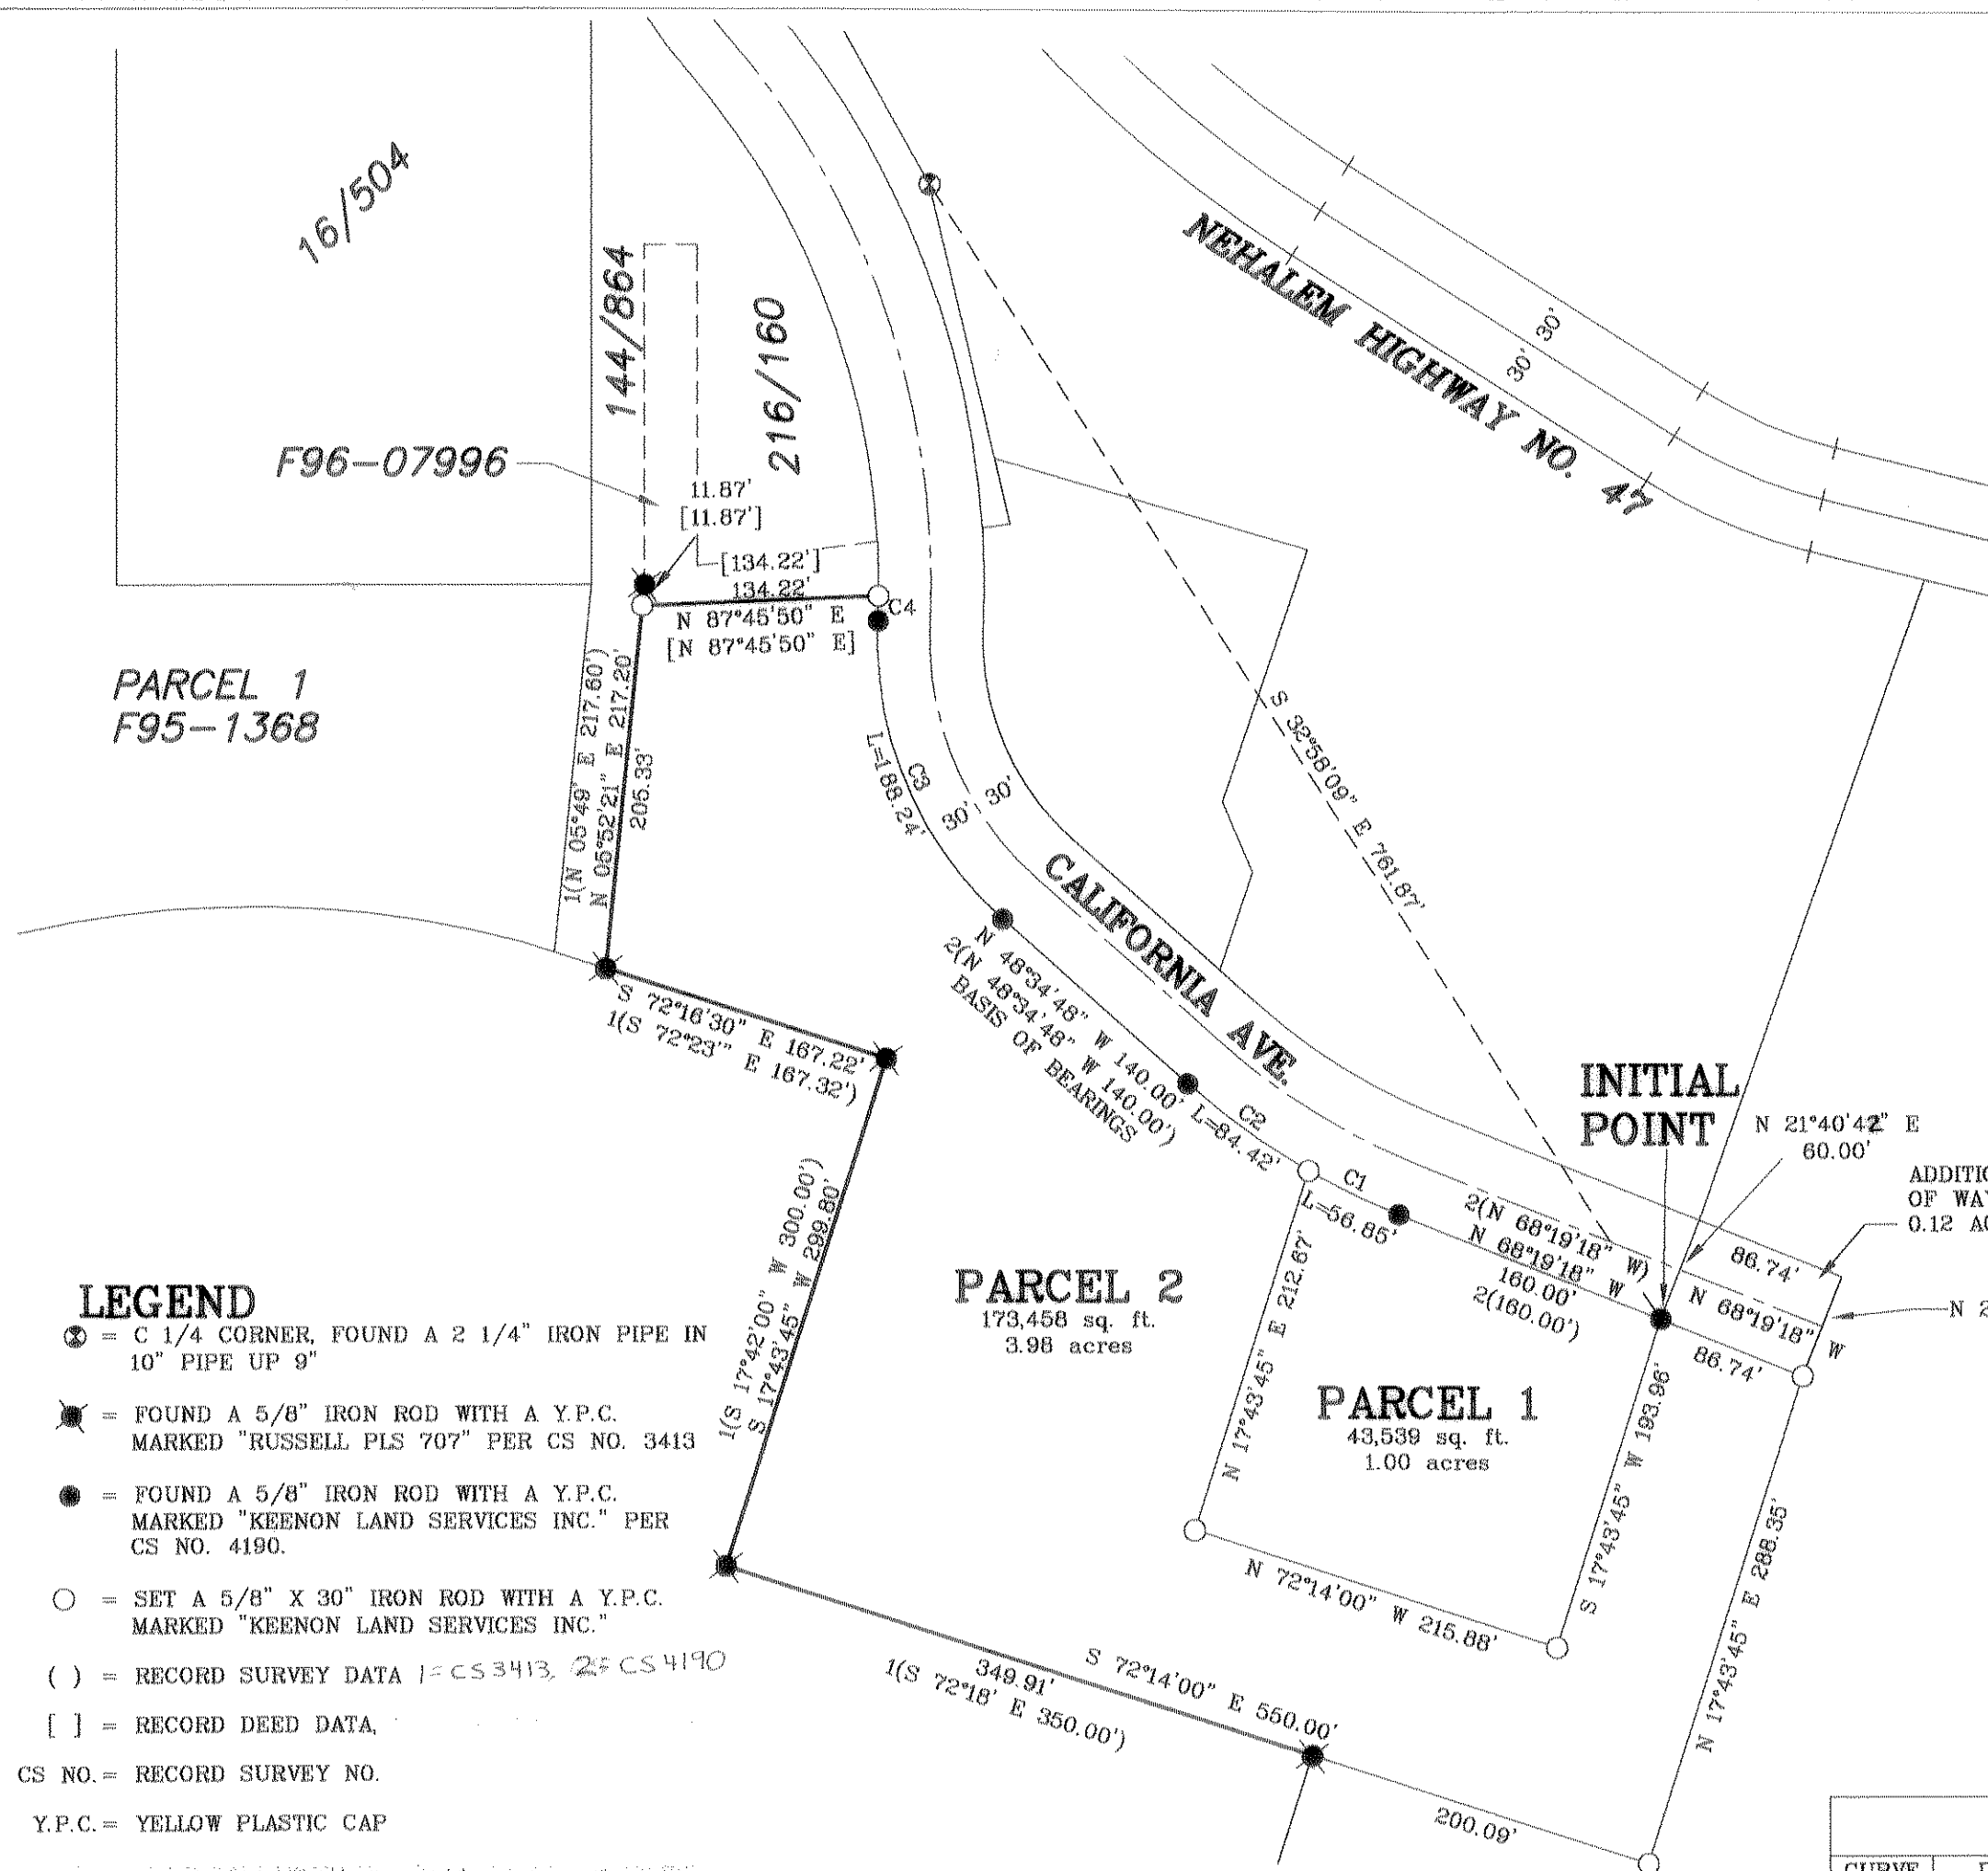 16/504
144/864
216/160
NEHALEM HIGHWAY NO. 47
30'
30'
F96-07996
11.87'
[11.87']
[134.22']
134.22'
N 87°45'50" E
[N 87°45'50" E]
C4
PARCEL 1
F95-1368
1(N 05°49' E 217.60')
N 05°52'21" E 217.20'
205.33'
C3
L=188.24'
30'
30'
S 32°58'09" E 761.87'
CALIFORNIA AVE.
S 72°16'30" E 167.22'
1(S 72°23'" E 167.32')
N 48°34'48" W 140.00'
2(N 48°34'48" W 140.00')
BASIS OF BEARINGS
C2
L=84.42'
C1
L=56.85'
INITIAL
POINT
N 21°40'42" E
60.00'
OF WAY
0.12
2(N 68°19'18" W)
N 68°19'18" W
160.00'
2(160.00')
86.74'
N 68°19'18" W
86.74'
N
1(S 17°42'00" W 300.00')
S 17°43'45" W 299.80'
PARCEL 2
173,458 sq. ft.
3.98 acres
N 17°43'45" E 212.67'
PARCEL 1
43,539 sq. ft.
1.00 acres
S 17°43'45" W 193.96'
N 17°43'45" E 288.35'
N 72°14'00" W 215.88'
S 72°14'00" E 550.00'
349.91'
1(S 72°18' E 350.00')
200.09'
LEGEND
= C 1/4 CORNER, FOUND A 2 1/4" IRON PIPE IN
10" PIPE UP 9"
= FOUND A 5/8" IRON ROD WITH A Y.P.C.
MARKED "RUSSELL PLS 707" PER CS NO. 3413
= FOUND A 5/8" IRON ROD WITH A Y.P.C.
MARKED "KEENON LAND SERVICES INC." PER
CS NO. 4190.
= SET A 5/8" X 30" IRON ROD WITH A Y.P.C.
MARKED "KEENON LAND SERVICES INC."
( ) = RECORD SURVEY DATA 1=CS3413, 2=CS4190
[ ] = RECORD DEED DATA,
CS NO.= RECORD SURVEY NO.
Y.P.C.= YELLOW PLASTIC CAP
CURVE